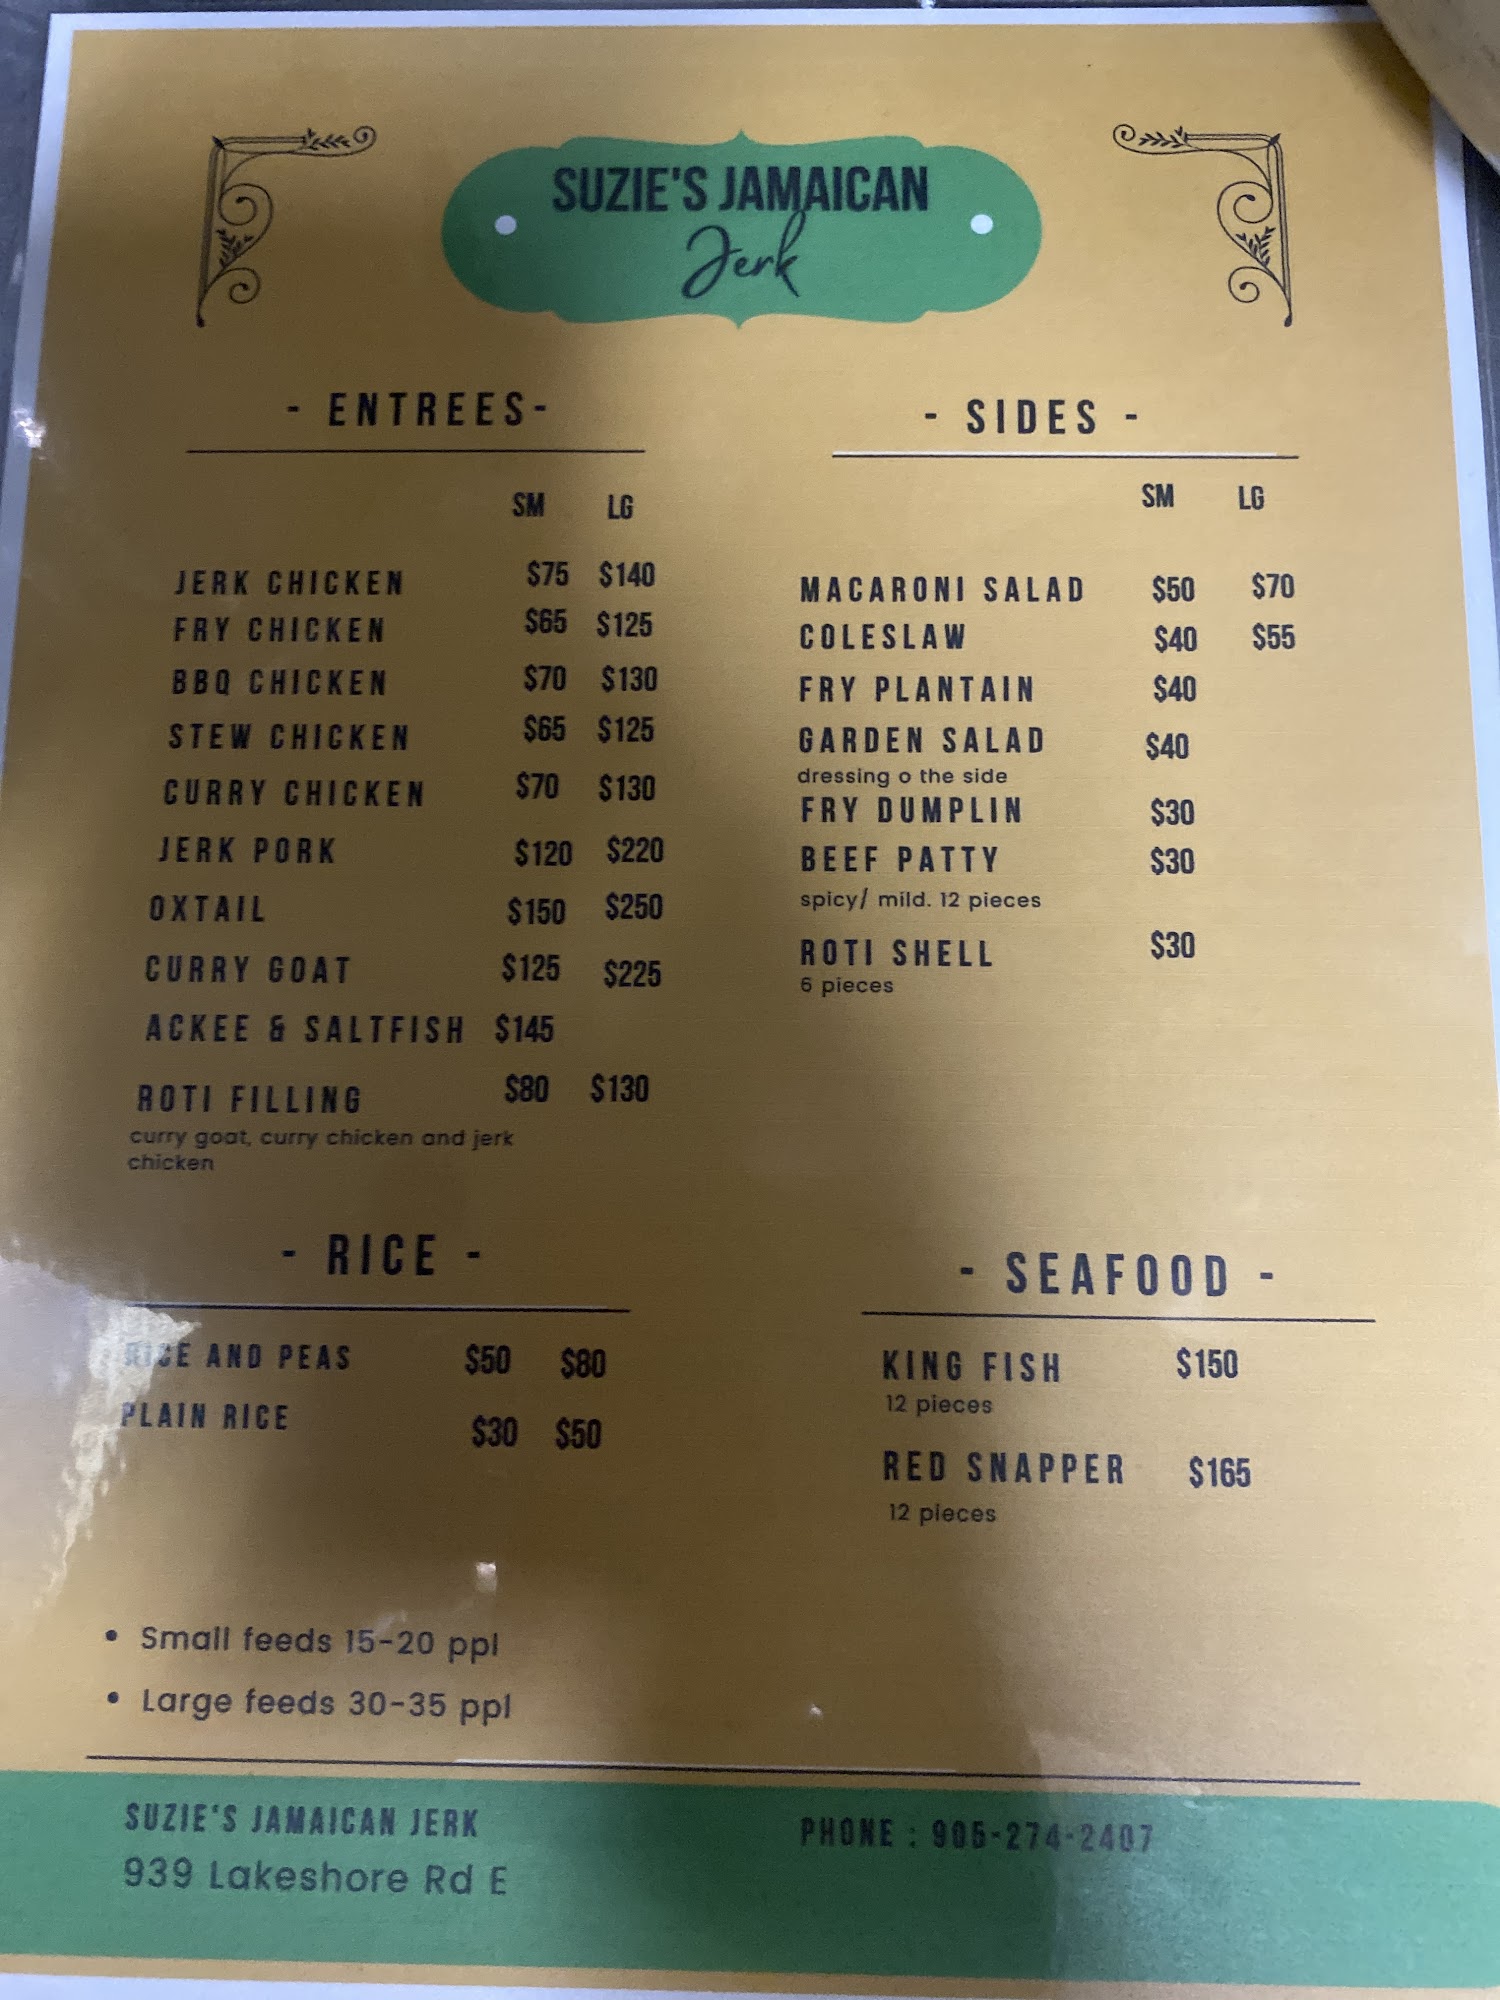 SUZIE'S JAMAICAN
Jerk
- ENTREES-
SM LG
JERK CHICKEN $75 $140
FRY CHICKEN $65 $125
BBQ CHICKEN $70 $130
STEW CHICKEN $65 $125
CURRY CHICKEN $70 $130
JERK PORK $120 $220
OXTAIL $150 $250
CURRY GOAT $125 $225
ACKEE & SALTFISH $145
ROTI FILLING $80 $130
curry goat, curry chicken and jerk
chicken
- SIDES -
SM LG
MACARONI SALAD $50 $70
COLESLAW $40 $55
FRY PLANTAIN $40
GARDEN SALAD $40
dressing o the side
FRY DUMPLIN $30
BEEF PATTY $30
spicy/ mild. 12 pieces
ROTI SHELL $30
6 pieces
- RICE -
RICE AND PEAS $50 $80
PLAIN RICE $30 $50
- SEAFOOD -
KING FISH $150
12 pieces
RED SNAPPER $165
12 pieces
• Small feeds 15-20 ppl
• Large feeds 30-35 ppl
SUZIE'S JAMAICAN JERK
939 Lakeshore Rd E
PHONE : 905-274-2407